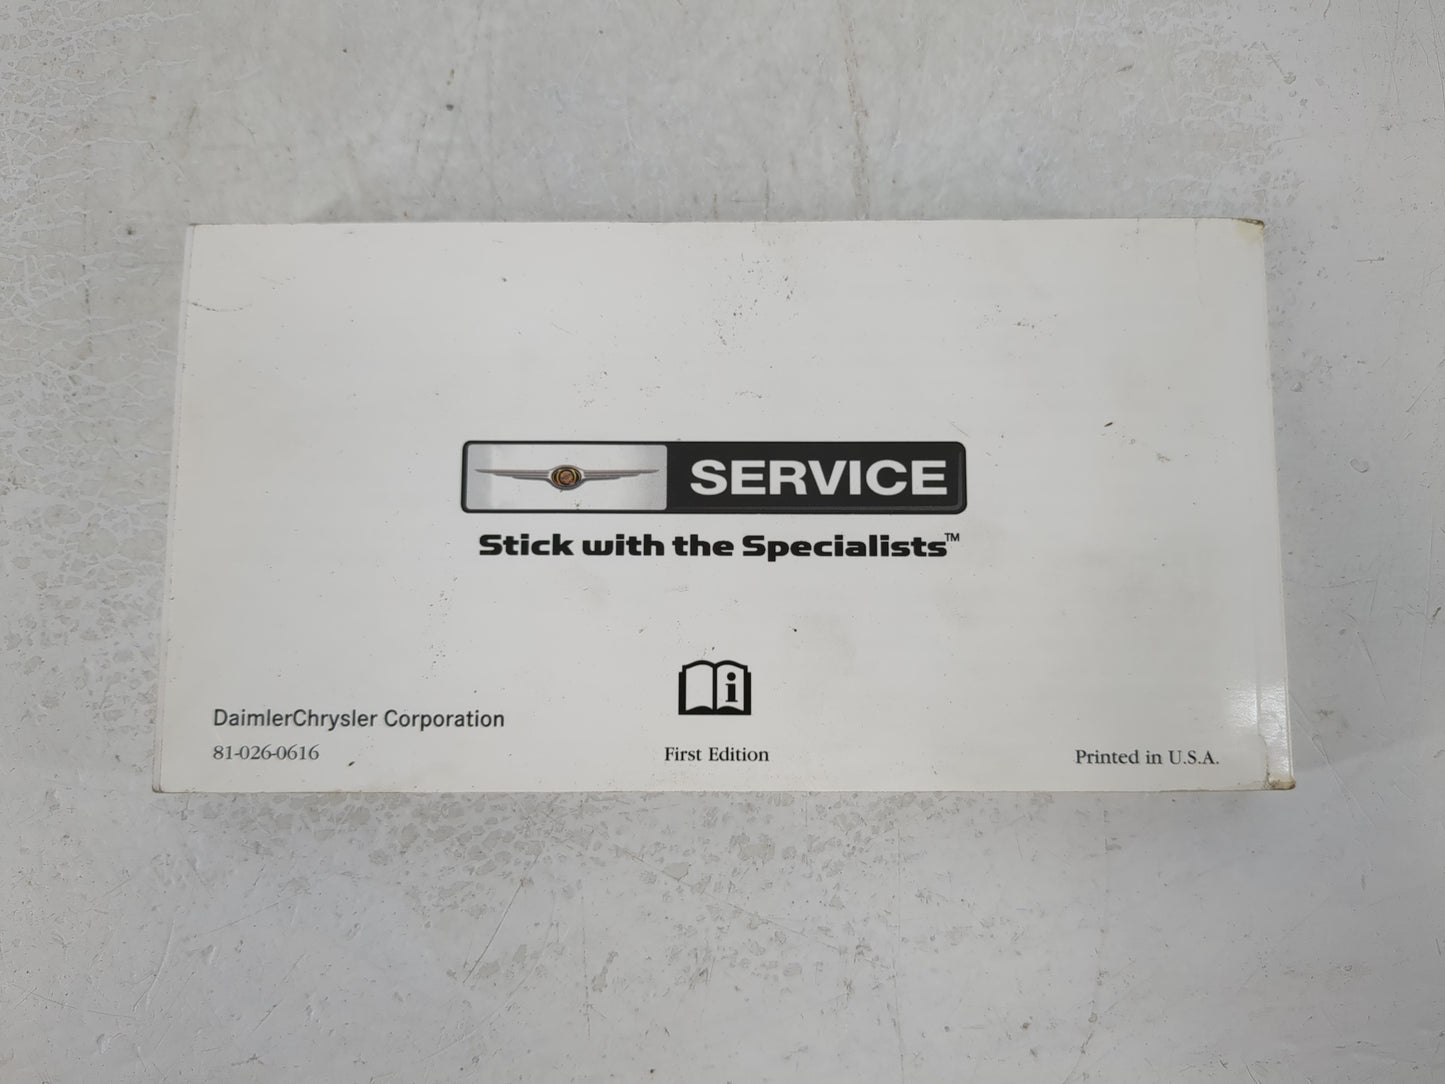 SERVICE
Stick with the Specialists™
i
DaimlerChrysler Corporation
81-026-0616
First Edition
Printed in U.S.A.